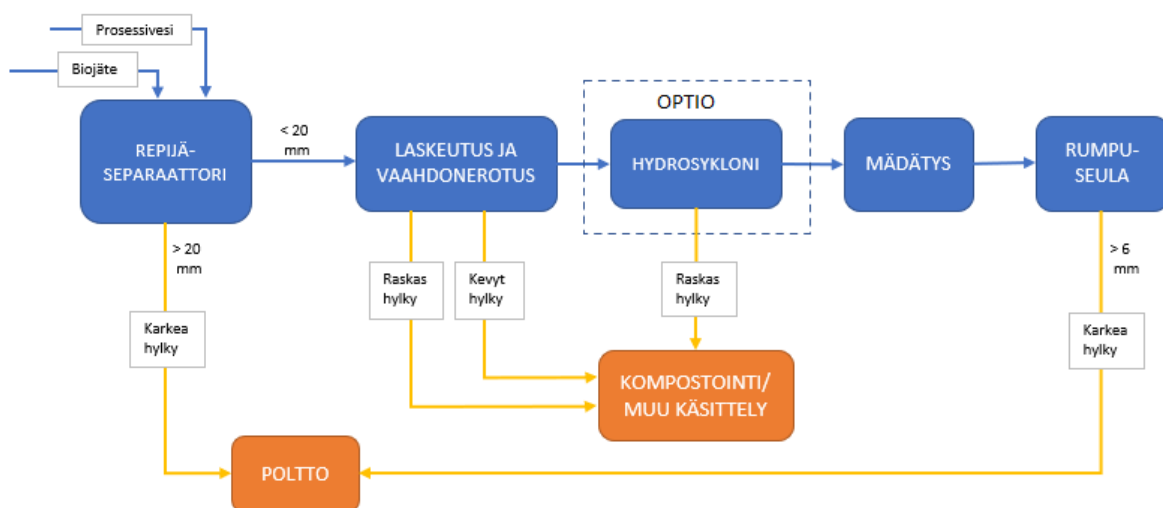 Prosessivesi
Biojäte
REPIJÄ-
SEPARAATTORI
< 20
mm
LASKEUTUS JA
VAAHDONEROTUS
OPTIO
HYDROSYKLONI
MÄDÄTYS
RUMPU-
SEULA
> 20
mm
Karkea
hylky
Raskas
hylky
Kevyt
hylky
Raskas
hylky
> 6
mm
Karkea
hylky
KOMPOSTOINTI/
MUU KÄSITTELY
POLTTO